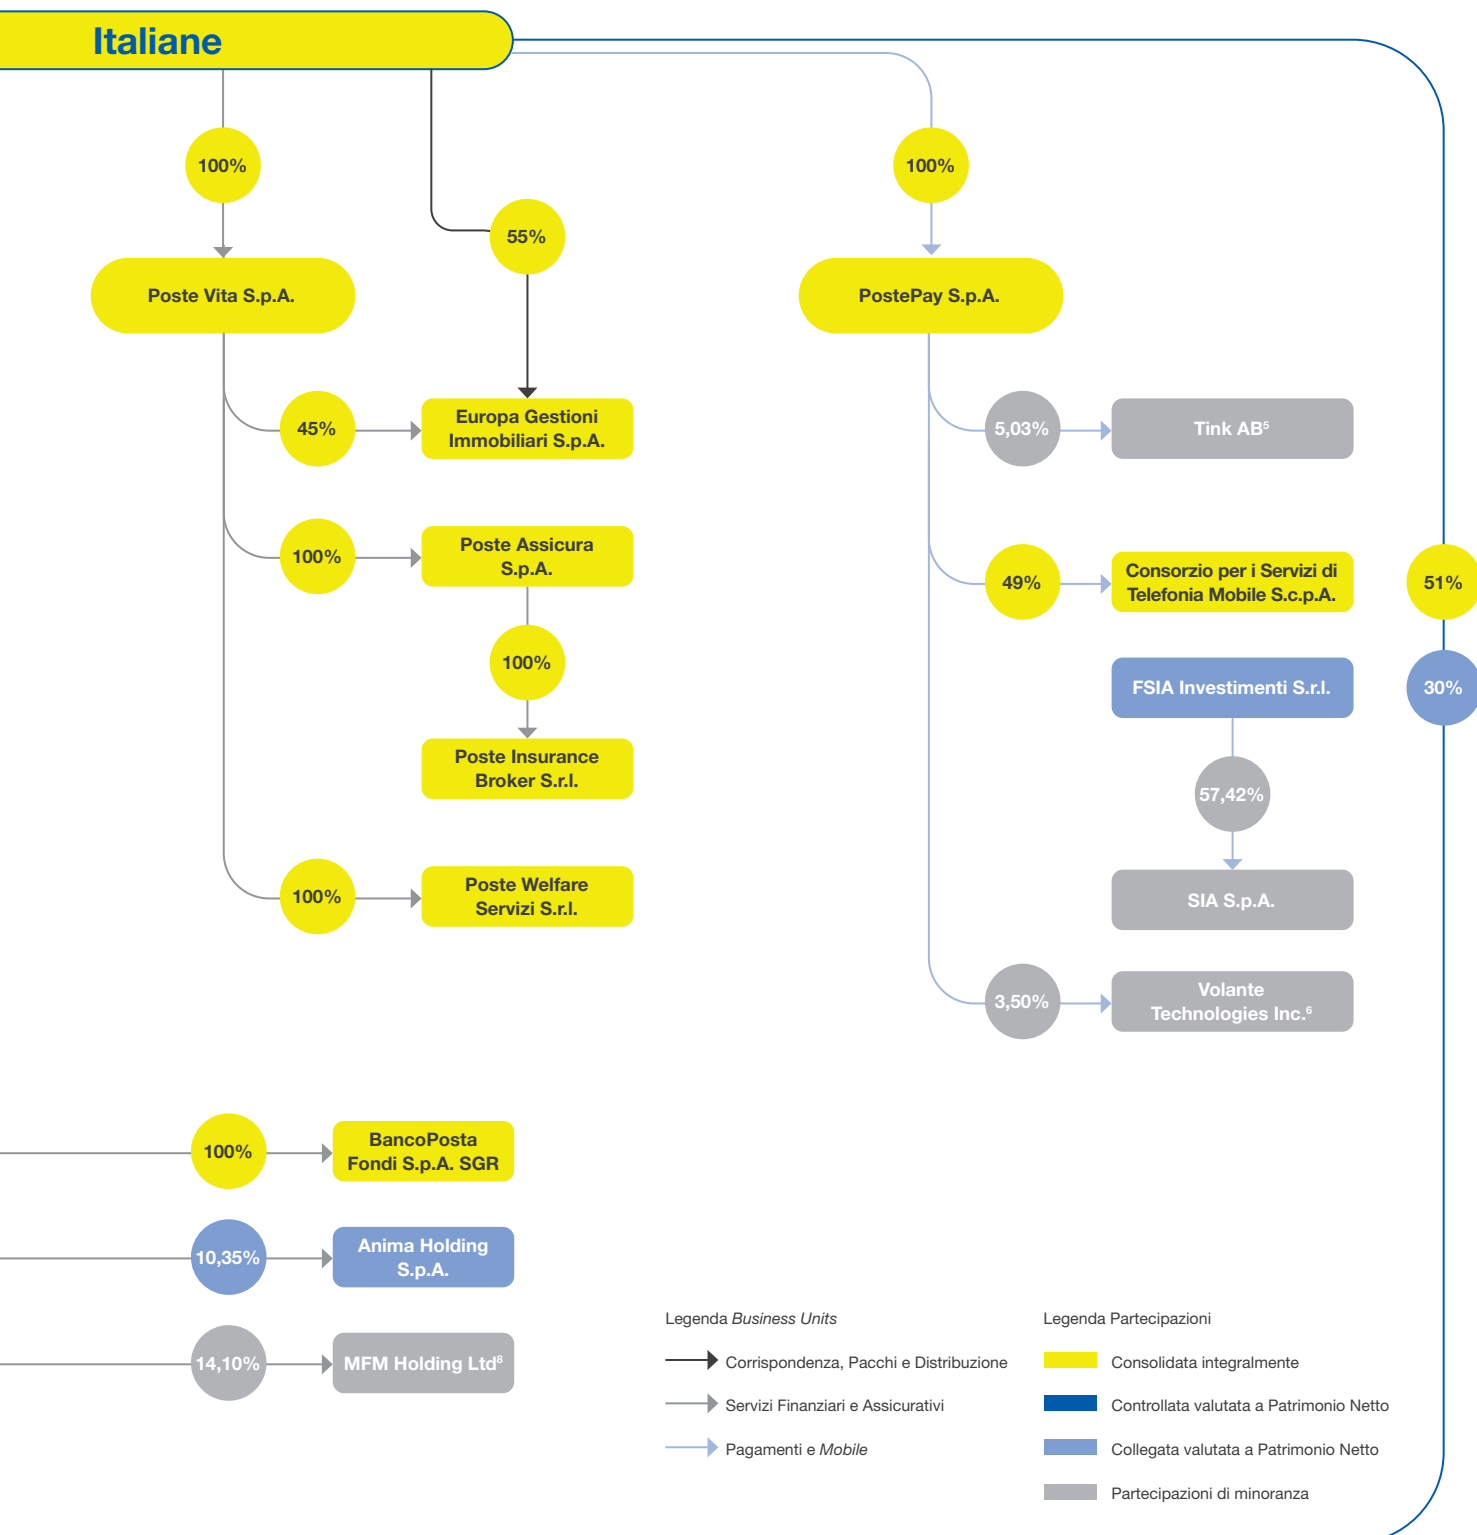 Italiane
100%
100%
55%
Poste Vita S.p.A.
PostePay S.p.A.
45%
Europa Gestioni
Immobiliari S.p.A.
5,03%
Tink AB⁵
100%
Poste Assicura
S.p.A.
49%
Consorzio per i Servizi di
Telefonia Mobile S.c.p.A.
51%
100%
FSIA Investimenti S.r.l.
30%
Poste Insurance
Broker S.r.l.
57,42%
100%
Poste Welfare
Servizi S.r.l.
SIA S.p.A.
3,50%
Volante
Technologies Inc.⁶
100%
BancoPosta
Fondi S.p.A. SGR
10,35%
Anima Holding
S.p.A.
14,10%
MFM Holding Ltd⁸
Legenda Business Units
Corrispondenza, Pacchi e Distribuzione
Servizi Finanziari e Assicurativi
Pagamenti e Mobile
Legenda Partecipazioni
Consolidata integralmente
Controllata valutata a Patrimonio Netto
Collegata valutata a Patrimonio Netto
Partecipazioni di minoranza